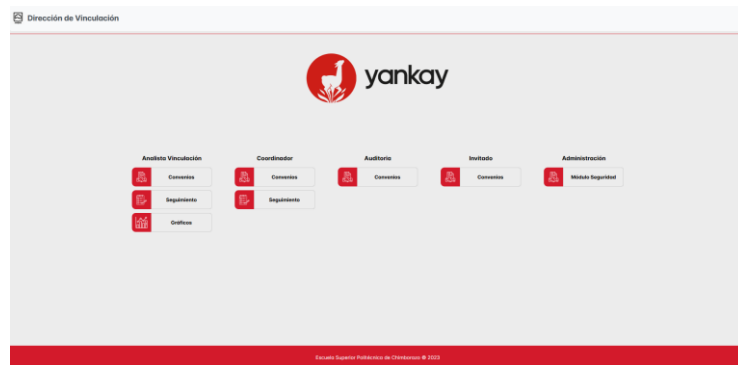 Dirección de Vinculación
yankay
Analista Vinculación
Convenios
Seguimiento
Gráficos
Coordinador
Convenios
Seguimiento
Auditoria
Convenios
Invitado
Convenios
Administración
Módulo Seguridad
Escuela Superior Politécnica de Chimborazo © 2023